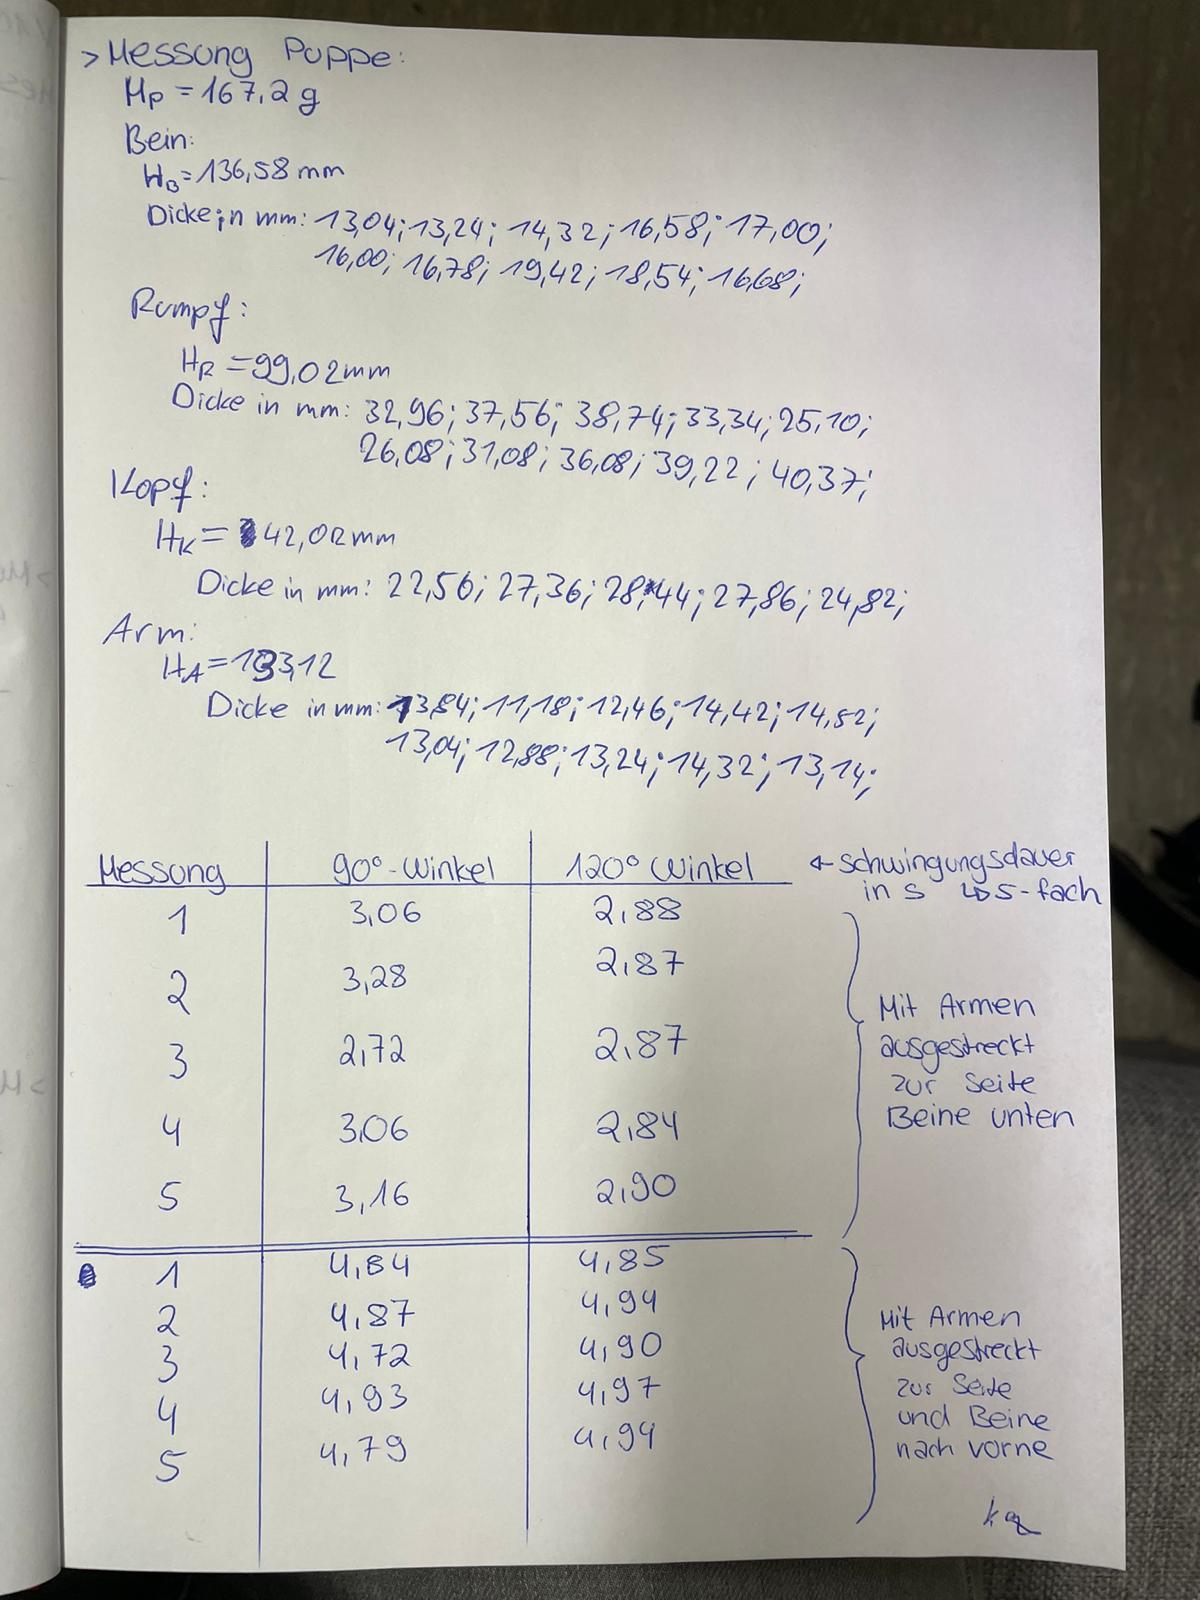 > Messung Puppe:
Mp = 167,2 g
Bein:
HB = 136,58 mm
Dicke in mm: 13,04; 13,24; 14,32; 16,58; 17,00;
16,00; 16,78; 19,42; 18,54; 16,68;
Rumpf:
HR = 99,02 mm
Dicke in mm: 32,96; 37,56; 38,74; 33,34; 25,10;
26,08; 31,08; 36,08; 39,22; 40,37;
Kopf:
HK = 42,02 mm
Dicke in mm: 22,56; 27,36; 28,44; 27,86; 24,82;
Arm:
HA =
Dicke in mm: 13,84; 11,18; 12,46; 14,42; 14,82;
13,04; 12,88; 13,24; 14,32; 13,14;
Messung 90°-Winkel 120° Winkel ← Schwingungsdauer
in s ↳ 5-fach
1 3,06 2,88
2 3,28 2,87
3 2,72 2,87
4 3,06 2,84
5 3,16 2,90
Mit Armen
ausgestreckt
zur Seite
Beine unten
1 4,84 4,85
2 4,87 4,94
3 4,72 4,90
4 4,93 4,97
5 4,79 4,94
Mit Armen
ausgestreckt
zur Seite
und Beine
nach vorne